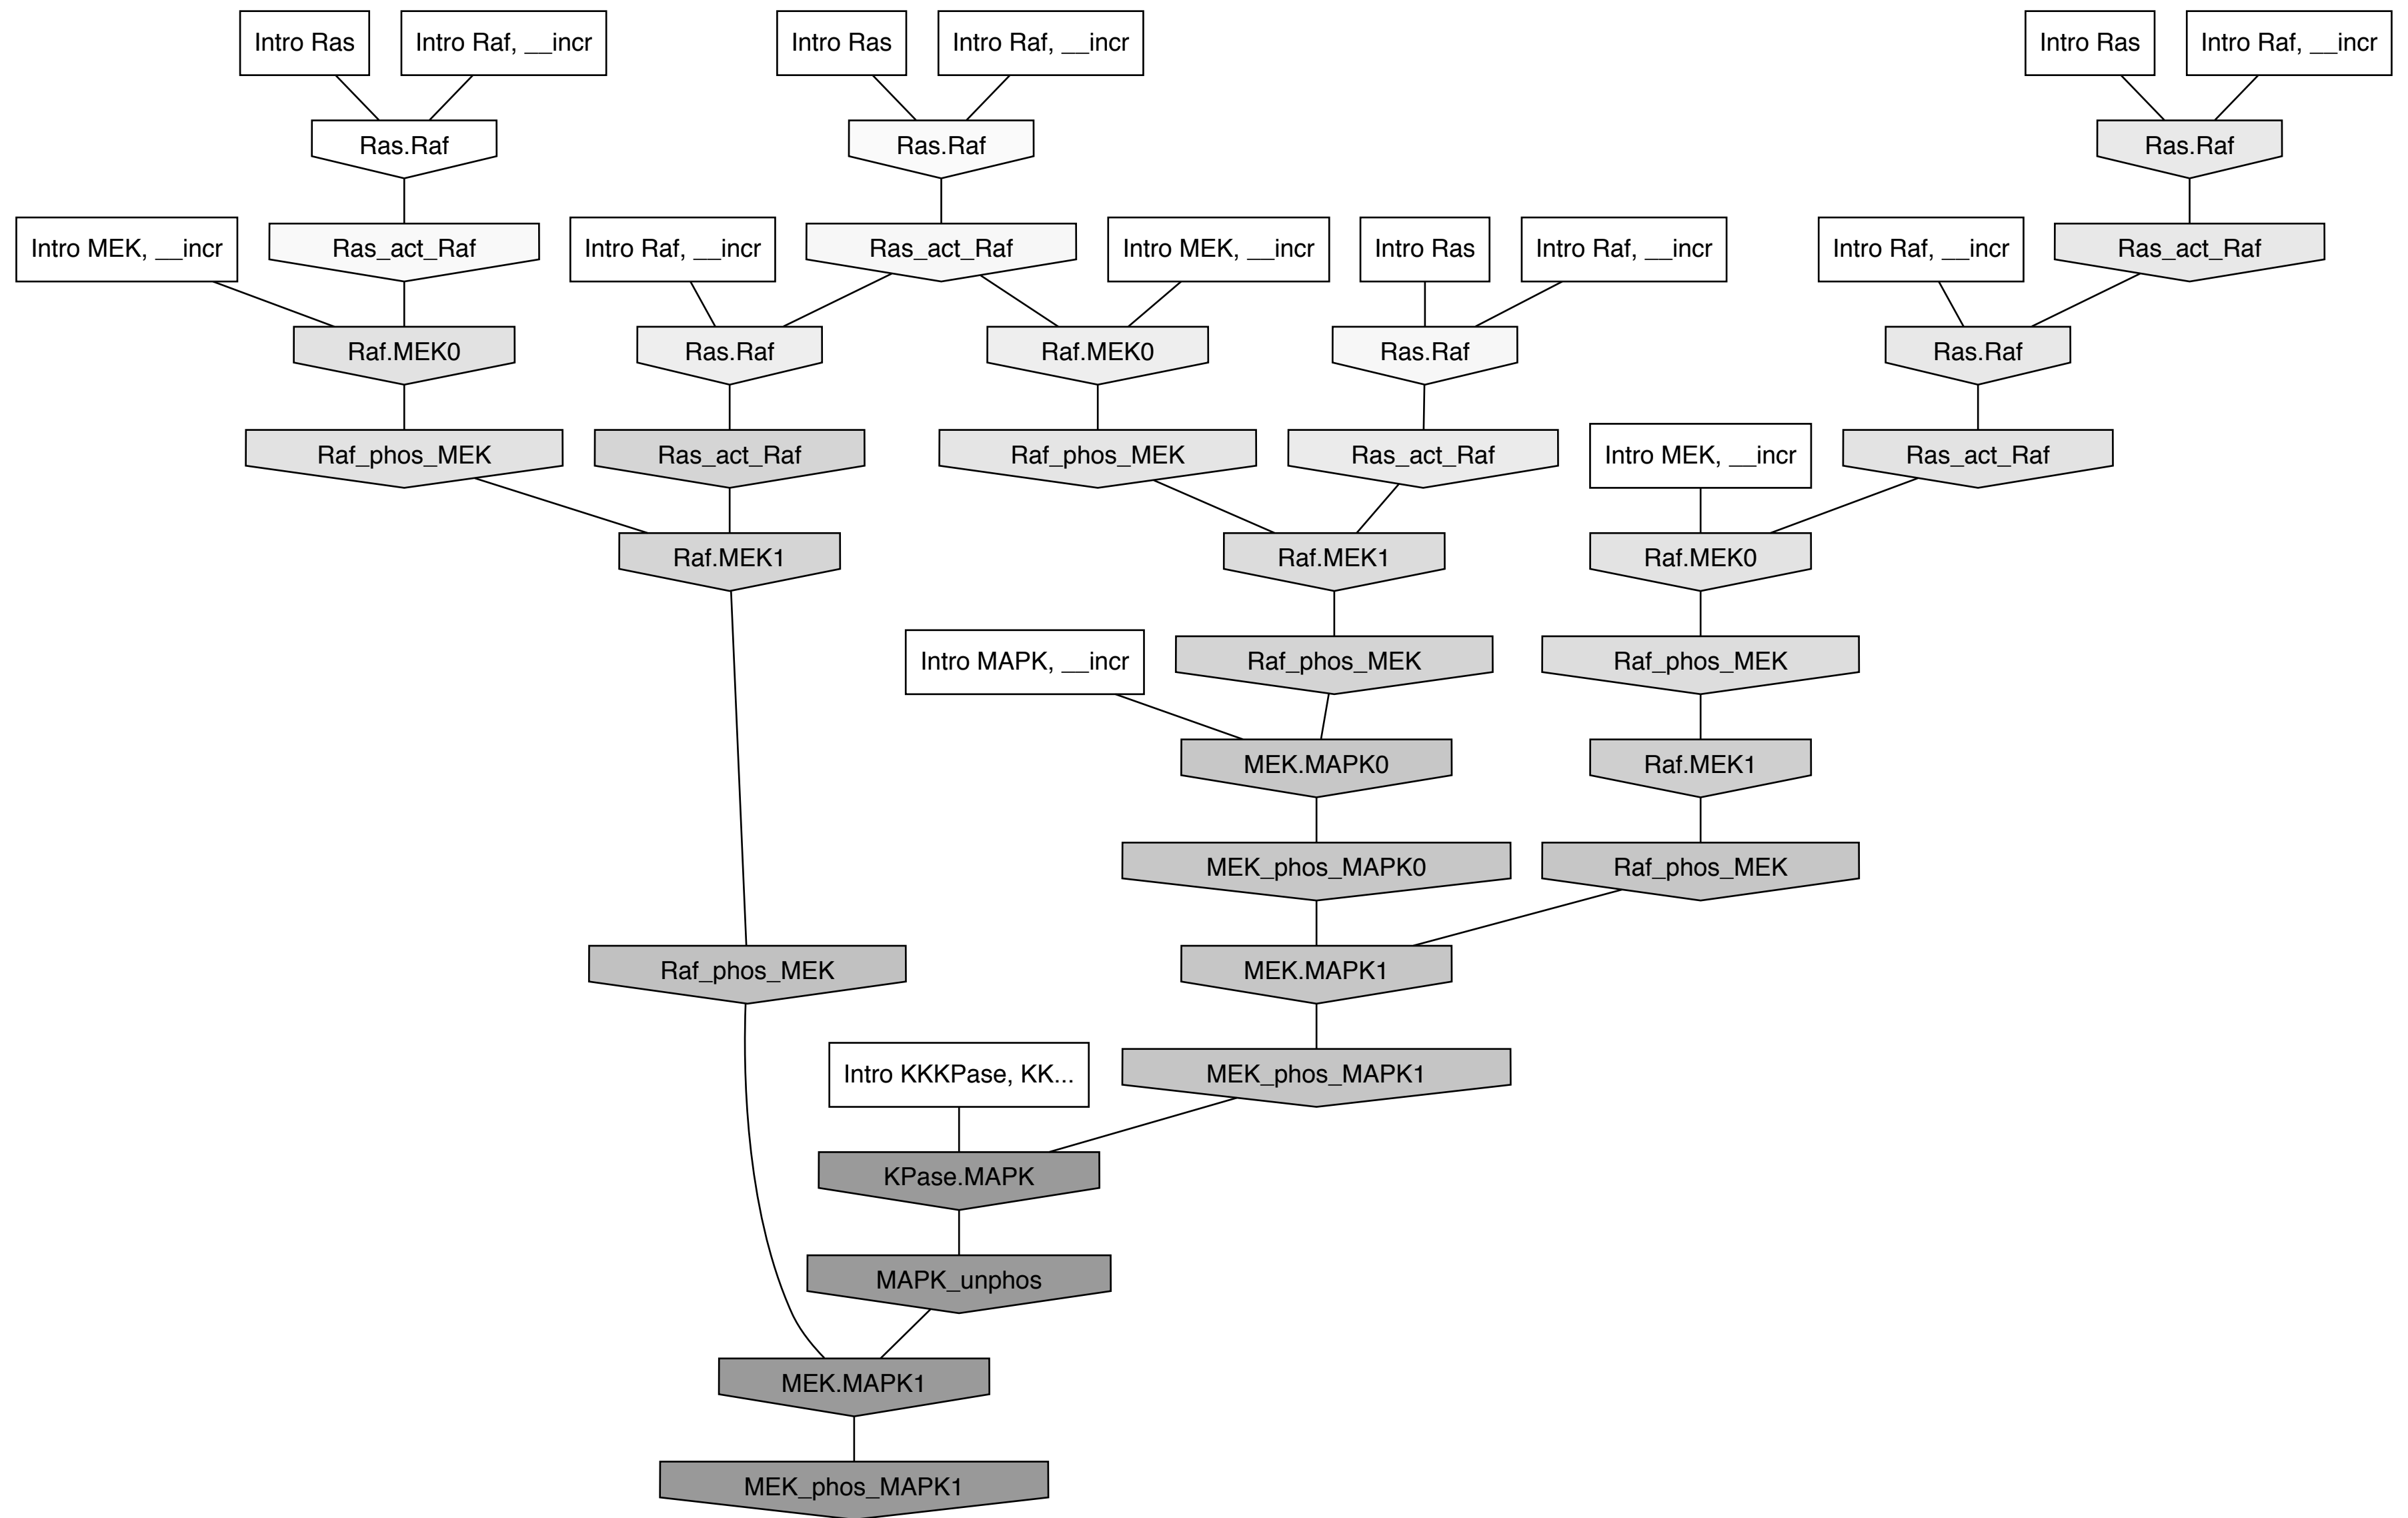 Intro Ras
Intro Raf, __incr
Intro Ras
Intro Raf, __incr
Intro Ras
Intro Raf, __incr
Ras.Raf
Ras.Raf
Ras.Raf
Intro MEK, __incr
Ras_act_Raf
Intro Raf, __incr
Ras_act_Raf
Intro MEK, __incr
Intro Ras
Intro Raf, __incr
Intro Raf, __incr
Ras_act_Raf
Raf.MEK0
Ras.Raf
Raf.MEK0
Ras.Raf
Ras.Raf
Raf_phos_MEK
Ras_act_Raf
Raf_phos_MEK
Ras_act_Raf
Intro MEK, __incr
Ras_act_Raf
Raf.MEK1
Raf.MEK1
Raf.MEK0
Intro MAPK, __incr
Raf_phos_MEK
Raf_phos_MEK
MEK.MAPK0
Raf.MEK1
MEK_phos_MAPK0
Raf_phos_MEK
Raf_phos_MEK
MEK.MAPK1
Intro KKKPase, KK...
MEK_phos_MAPK1
KPase.MAPK
MAPK_unphos
MEK.MAPK1
MEK_phos_MAPK1